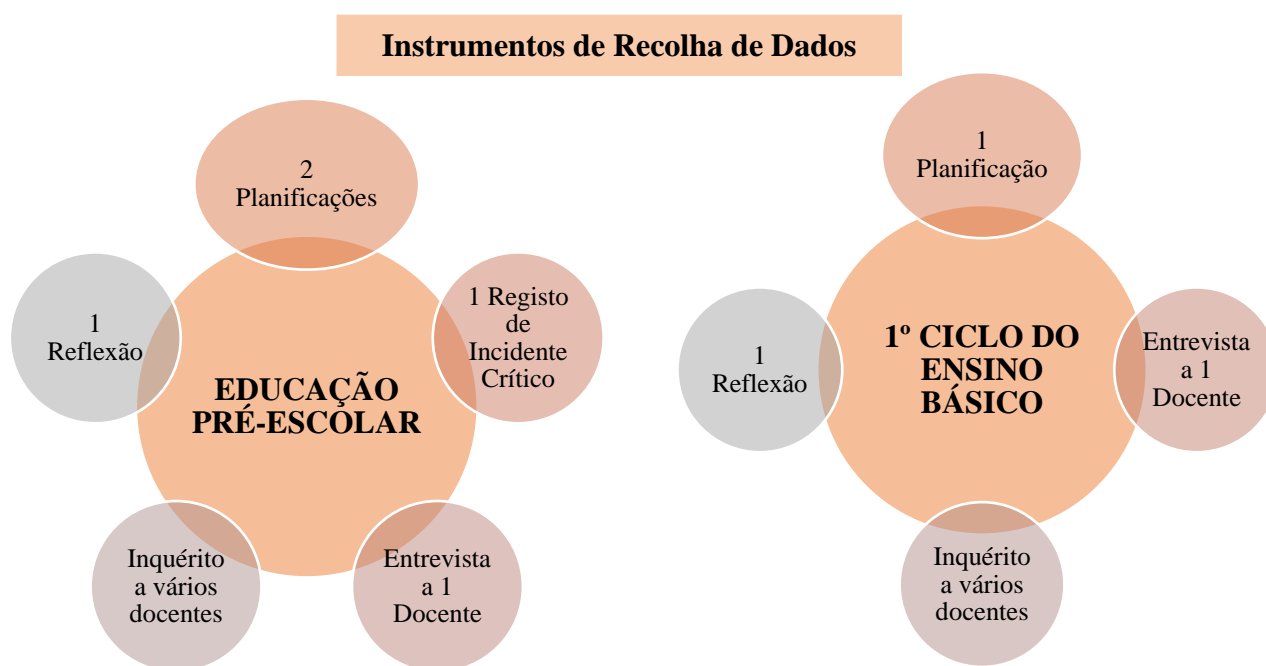 Instrumentos de Recolha de Dados
2
Planificações
1 Registo
de
Incidente
Crítico
Entrevista
a 1
Docente
Inquérito
a vários
docentes
1
Reflexão
EDUCAÇÃO
PRÉ-ESCOLAR
1
Planificação
Entrevista
a 1
Docente
Inquérito
a vários
docentes
1
Reflexão
1º CICLO DO
ENSINO
BÁSICO